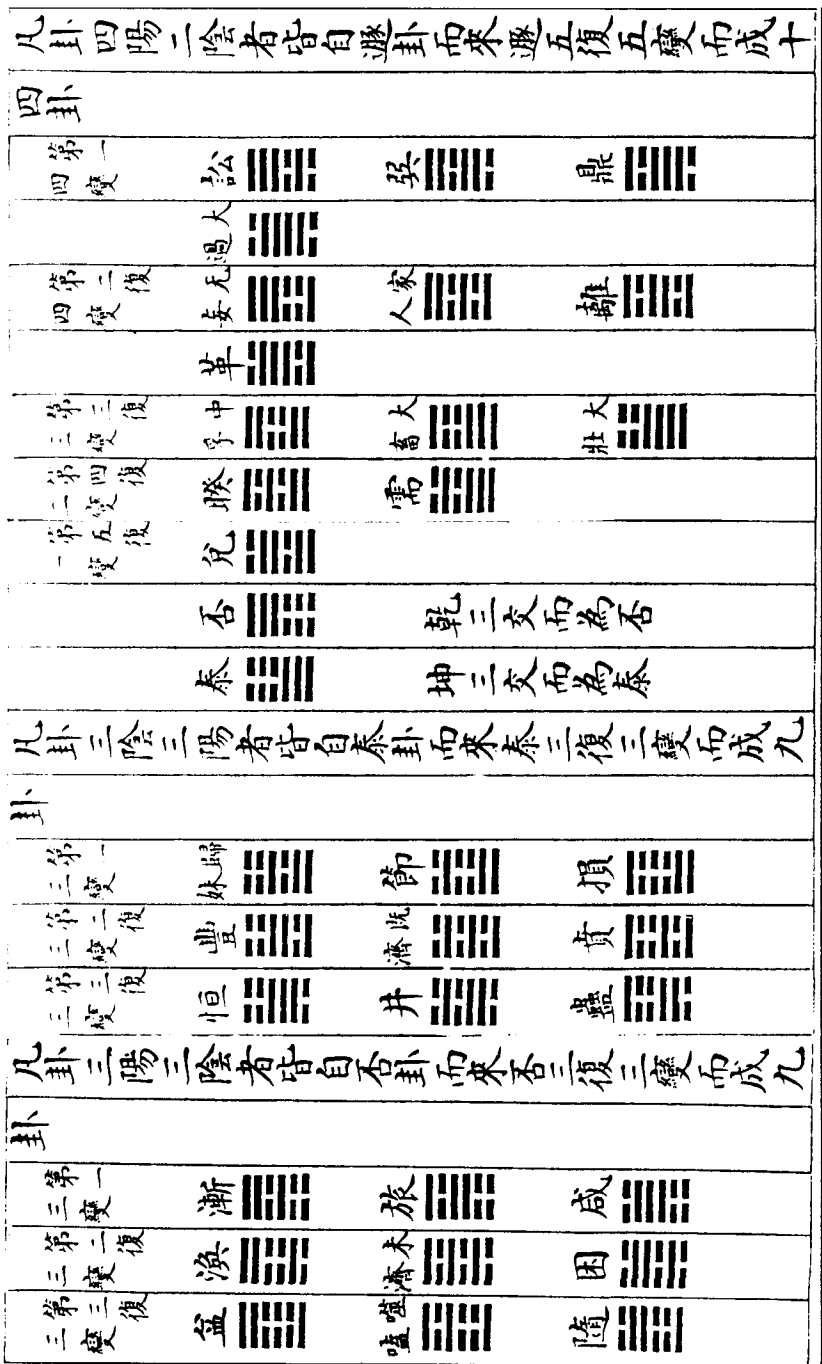 凡卦四陽二陰者皆自遯卦而來遯五復五變而成十
四卦
第一四變 訟 巽 鼎
大過
第二復四變 无妄 家人 離
革
第三復三變 中孚 大畜 大壯
第四復二變 睽 需
第五復一變 兌
否 乾三交而為否
泰 坤三交而為泰
凡卦三陰三陽者皆自泰卦而來泰三復三變而成九
卦
第一三變 歸妹 節 損
第二復三變 豐 既濟 賁
第三復三變 恒 井 蠱
凡卦三陽三陰者皆自否卦而來否三復三變而成九
卦
第一三變 漸 旅 咸
第二復三變 渙 未濟 困
第三復三變 益 噬嗑 隨